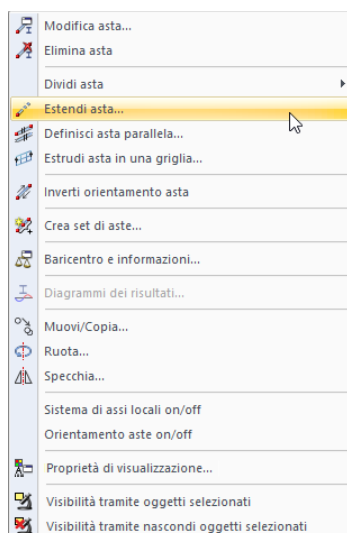 Modifica asta...
Elimina asta
Dividi asta
Estendi asta...
Definisci asta parallela...
Estrudi asta in una griglia...
Inverti orientamento asta
Crea set di aste...
Baricentro e informazioni...
Diagrammi dei risultati...
Muovi/Copia...
Ruota...
Specchia...
Sistema di assi locali on/off
Orientamento aste on/off
Proprietà di visualizzazione...
Visibilità tramite oggetti selezionati
Visibilità tramite nascondi oggetti selezionati